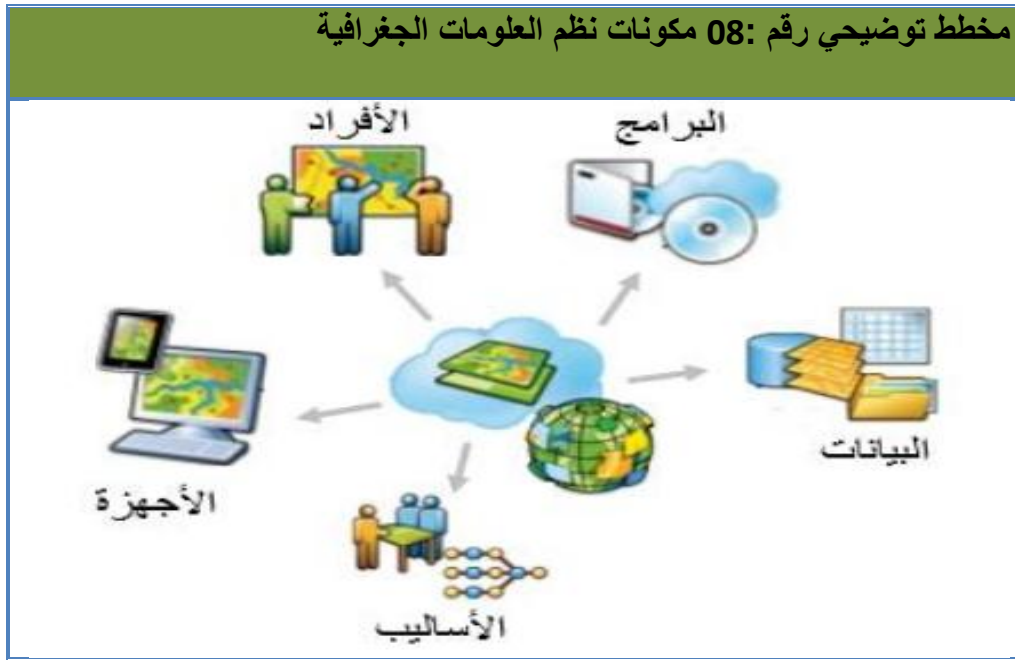 مخطط توضيحي رقم :08 مكونات نظم العلومات الجغرافية
البرامج
الأفراد
البيانات
الأجهزة
الأساليب